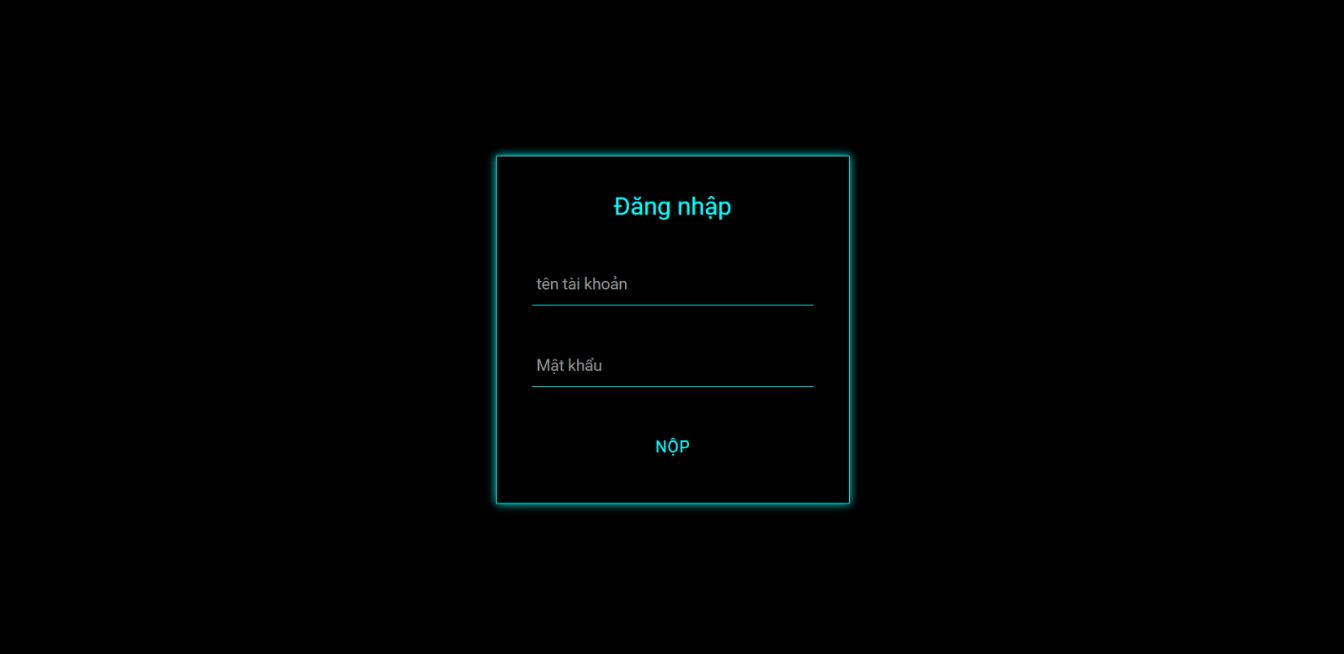 Đăng nhập
tên tài khoản
Mật khẩu
NỘP